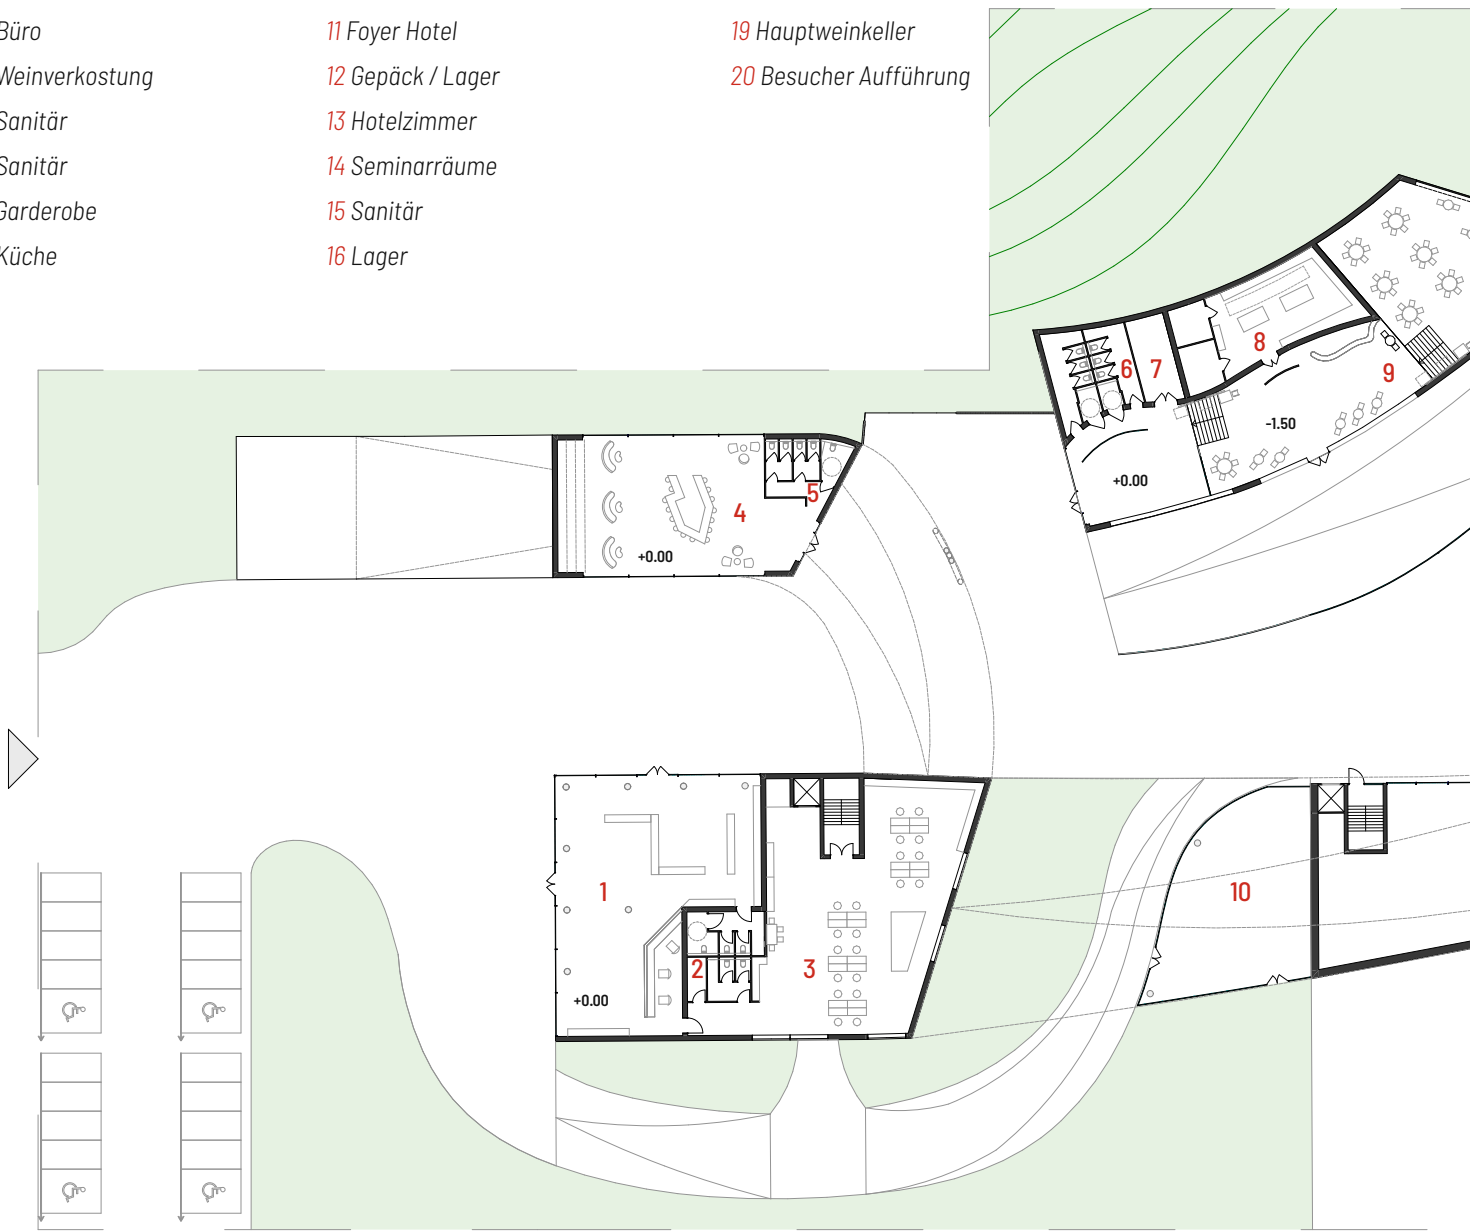 Büro
Weinverkostung
Sanitär
Sanitär
Garderobe
Küche
11 Foyer Hotel
12 Gepäck / Lager
13 Hotelzimmer
14 Seminarräume
15 Sanitär
16 Lager
19 Hauptweinkeller
20 Besucher Aufführung
8
6
7
9
-1.50
+0.00
5
4
+0.00
1
10
2
3
+0.00